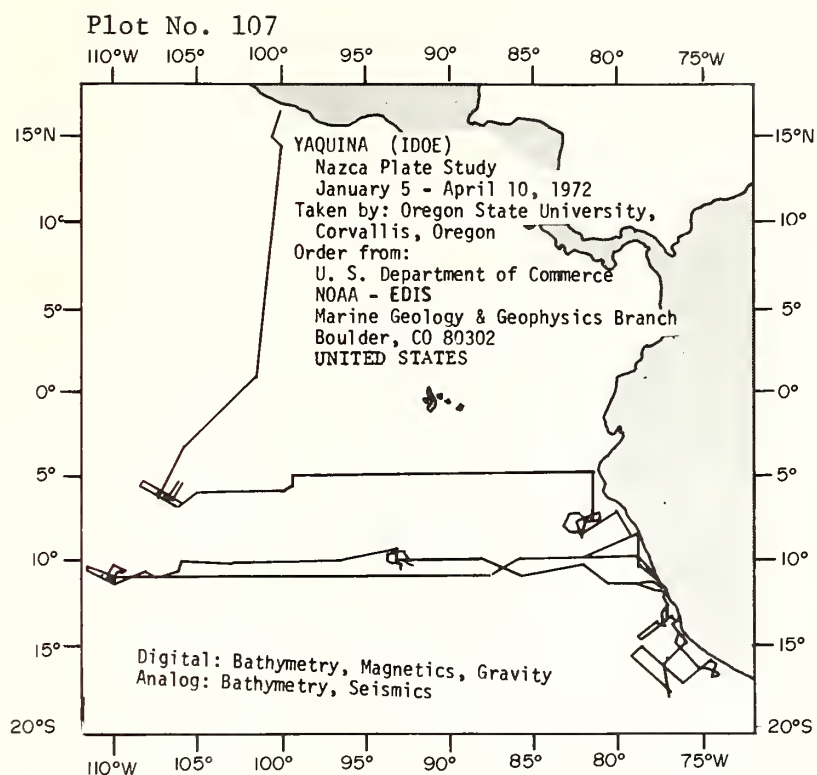 Plot No. 107
110°W 105° 100° 95° 90° 85° 80° 75°W
15°N 15°N
YAQUINA (IDOE)
Nazca Plate Study
January 5 - April 10, 1972
10° 10°
Taken by: Oregon State University,
Corvallis, Oregon
Order from:
U. S. Department of Commerce
NOAA - EDIS
5° 5°
Marine Geology & Geophysics Branch
Boulder, CO 80302
UNITED STATES
0° 0°
5° 5°
10° 10°
15° 15°
Digital: Bathymetry, Magnetics, Gravity
Analog: Bathymetry, Seismics
20°S 20°S
110°W 105° 100° 95° 90° 85° 80° 75°W